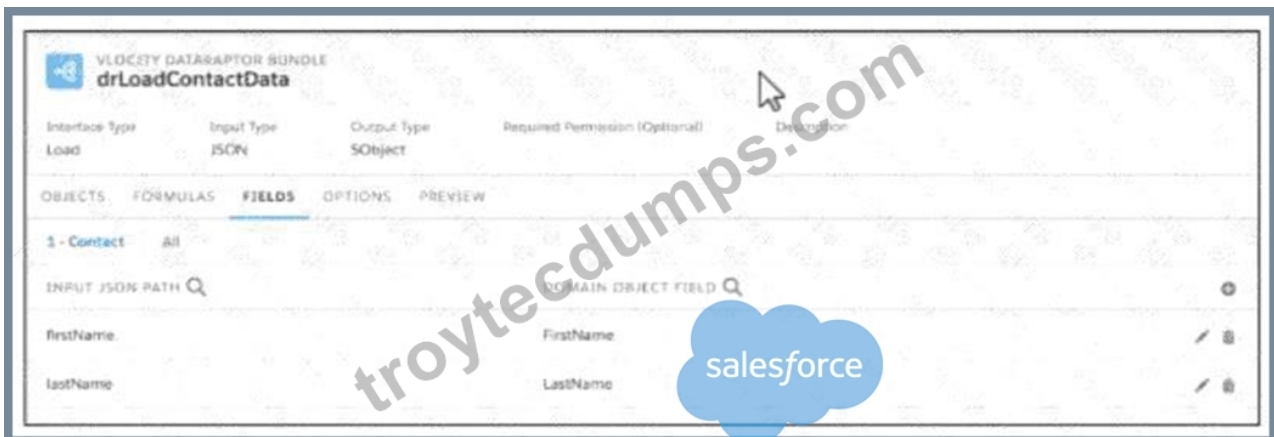 VLOCITY DATARAPTOR BUNDLE
drLoadContactData
Interface Type Input Type Output Type Required Permission (Optional) Description
Load JSON SObject
OBJECTS FORMULAS FIELDS OPTIONS PREVIEW
1 - Contact All
INPUT JSON PATH DOMAIN OBJECT FIELD
firstName FirstName
lastName LastName
troytecdumps.com
salesforce